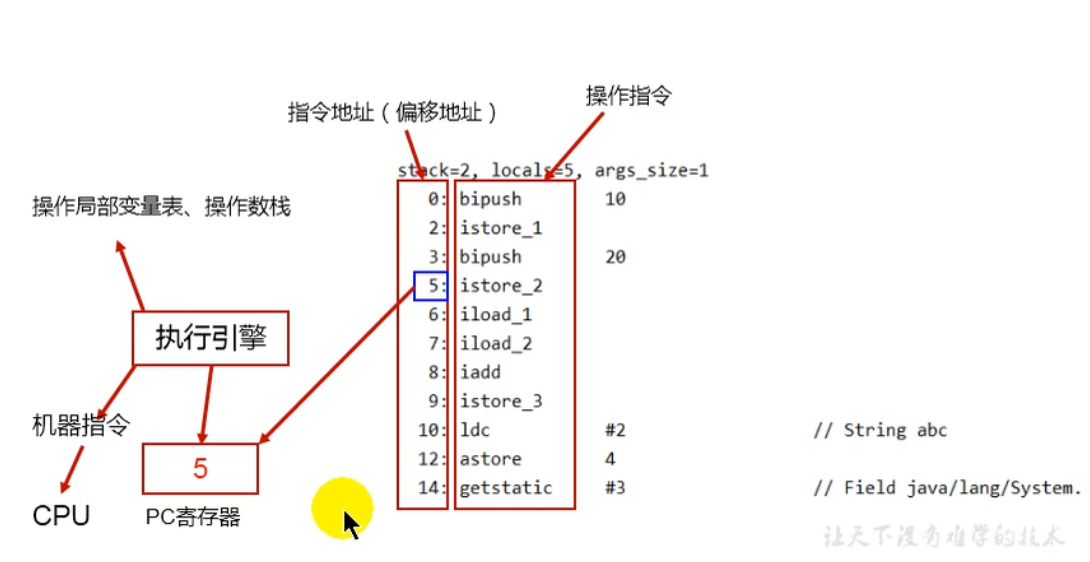 操作指令
指令地址（偏移地址）
stack=2, locals=5, args_size=1
0: bipush 10
2: istore_1
3: bipush 20
5: istore_2
6: iload_1
7: iload_2
8: iadd
9: istore_3
10: ldc #2 // String abc
12: astore 4
14: getstatic #3 // Field java/lang/System.
操作局部变量表、操作数栈
执行引擎
机器指令
5
CPU
PC寄存器
让天下没有难学的技术